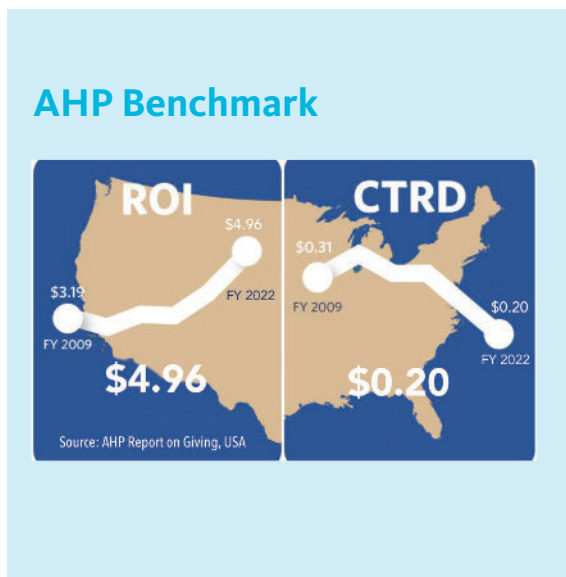 AHP Benchmark
ROI
$4.96
$3.19
FY 2022
FY 2009
$4.96
Source: AHP Report on Giving, USA
CTRD
$0.31
FY 2009
$0.20
FY 2022
$0.20